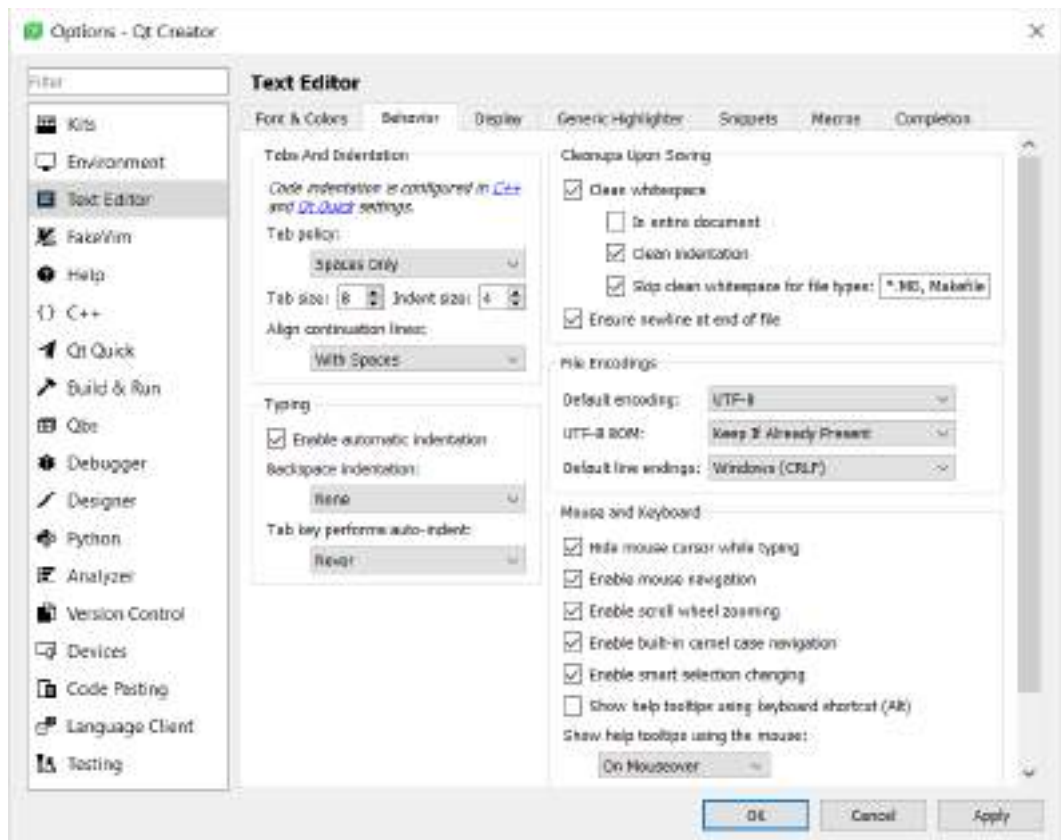 Options - Qt Creator
Filter
Kits
Environment
Text Editor
FakeVim
Help
C++
Qt Quick
Build & Run
Qbs
Debugger
Designer
Python
Analyzer
Version Control
Devices
Code Pasting
Language Client
Testing
Text Editor
Font & Colors Behavior Display Generic Highlighter Snippets Macros Completion
Tabs And Indentation
Code indentation is configured in C++
and Qt Quick settings.
Tab policy:
Spaces Only
Tab size: 8 Indent size: 4
Align continuation lines:
With Spaces
Typing
Enable automatic indentation
Backspace indentation:
None
Tab key performs auto-indent:
Never
Cleanups Upon Saving
Clean whitespace
In entire document
Clean indentation
Skip clean whitespace for file types: *.MD, Makefile
Ensure newline at end of file
File Encodings
Default encoding: UTF-8
UTF-8 BOM: Keep If Already Present
Default line endings: Windows (CRLF)
Mouse and Keyboard
Hide mouse cursor while typing
Enable mouse navigation
Enable scroll wheel zooming
Enable built-in camel case navigation
Enable smart selection changing
Show help tooltips using keyboard shortcut (Alt)
Show help tooltips using the mouse:
On Mouseover
OK Cancel Apply